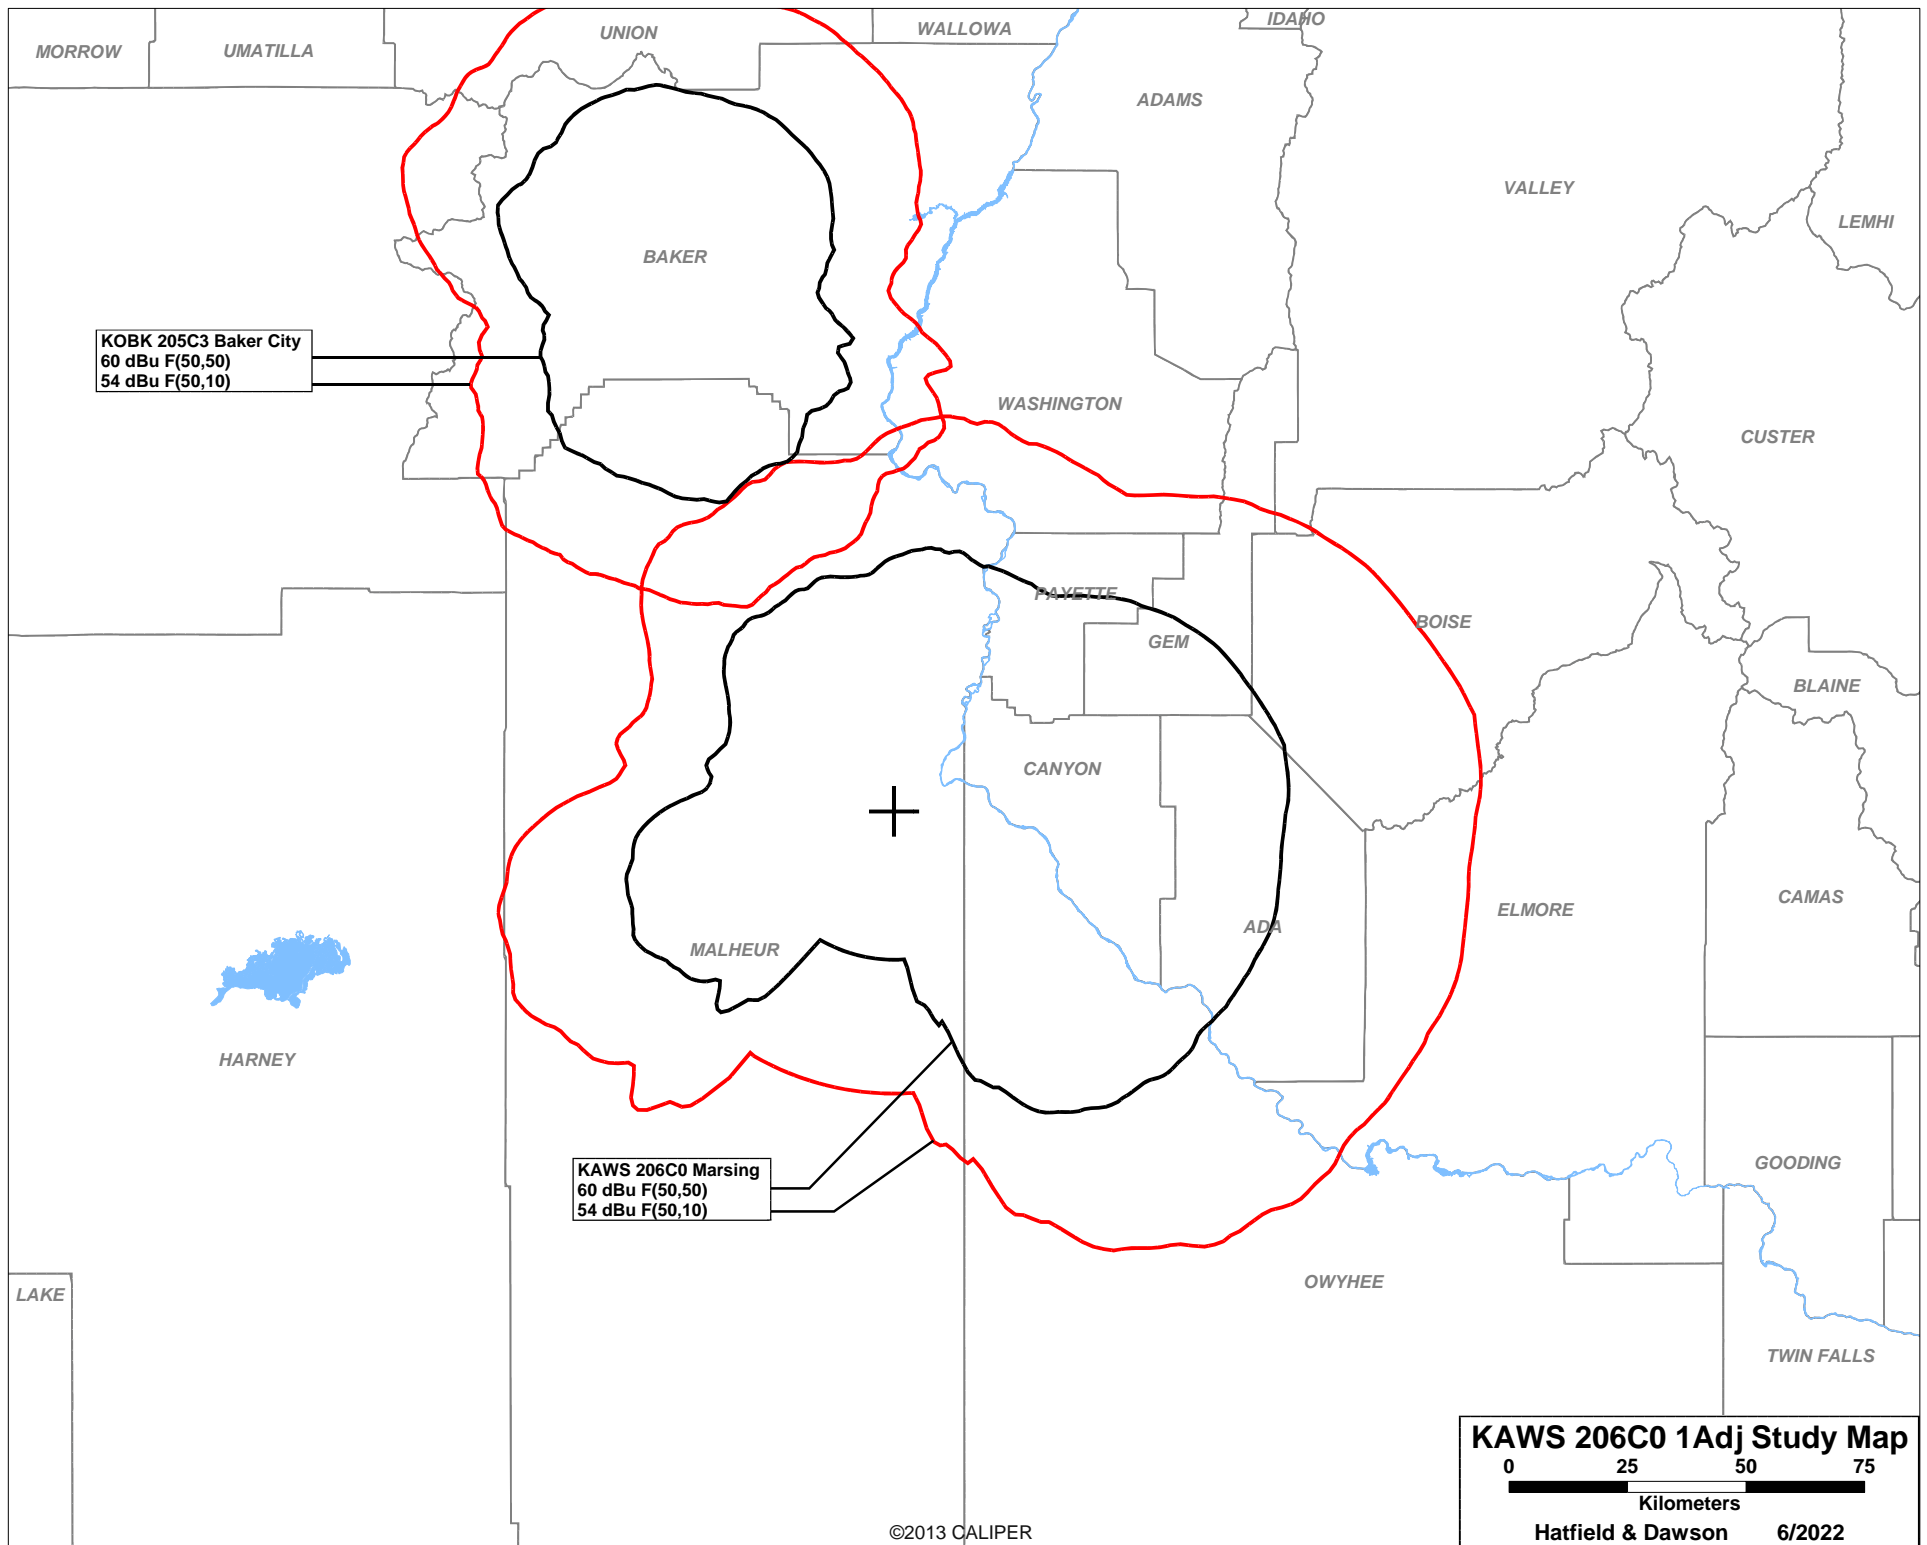 IDAHO
WALLOWA
UNION
MORROW
UMATILLA
ADAMS
VALLEY
LEMHI
BAKER
KOBK 205C3 Baker City
60 dBu F(50,50)
54 dBu F(50,10)
WASHINGTON
CUSTER
PAYETTE
BOISE
GEM
BLAINE
CANYON
CAMAS
ELMORE
ADA
MALHEUR
HARNEY
KAWS 206C0 Marsing
60 dBu F(50,50)
54 dBu F(50,10)
GOODING
OWYHEE
LAKE
TWIN FALLS
KAWS 206C0 1Adj Study Map
0 25 50 75
Kilometers
Hatfield & Dawson 6/2022
©2013 CALIPER